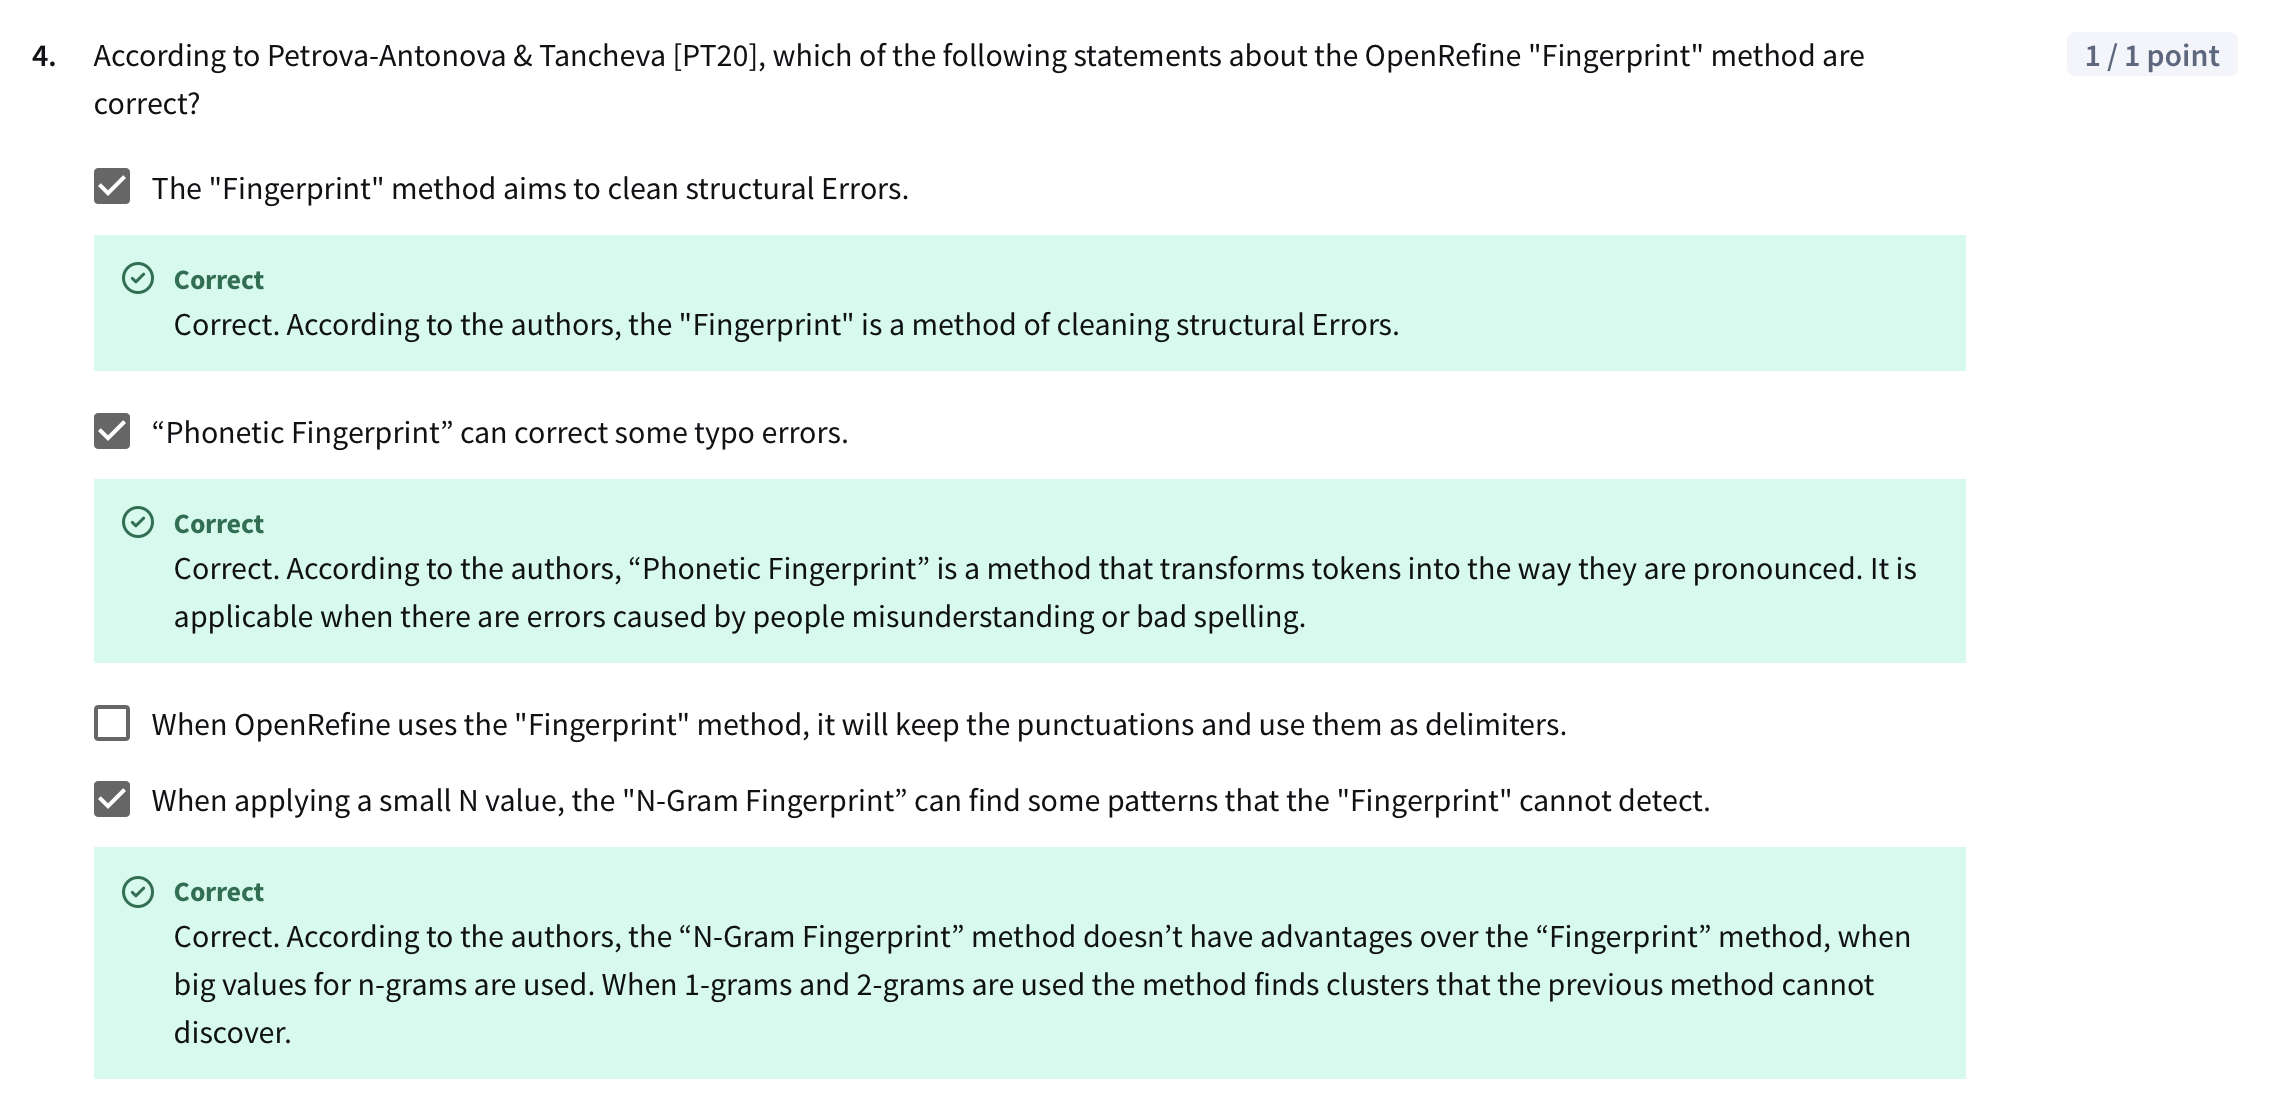 4. According to Petrova-Antonova & Tancheva [PT20], which of the following statements about the OpenRefine "Fingerprint" method are
correct?
1 / 1 point
The "Fingerprint" method aims to clean structural Errors.
Correct
Correct. According to the authors, the "Fingerprint" is a method of cleaning structural Errors.
“Phonetic Fingerprint” can correct some typo errors.
Correct
Correct. According to the authors, “Phonetic Fingerprint” is a method that transforms tokens into the way they are pronounced. It is
applicable when there are errors caused by people misunderstanding or bad spelling.
When OpenRefine uses the "Fingerprint" method, it will keep the punctuations and use them as delimiters.
When applying a small N value, the "N-Gram Fingerprint” can find some patterns that the "Fingerprint" cannot detect.
Correct
Correct. According to the authors, the “N-Gram Fingerprint” method doesn’t have advantages over the “Fingerprint” method, when
big values for n-grams are used. When 1-grams and 2-grams are used the method finds clusters that the previous method cannot
discover.